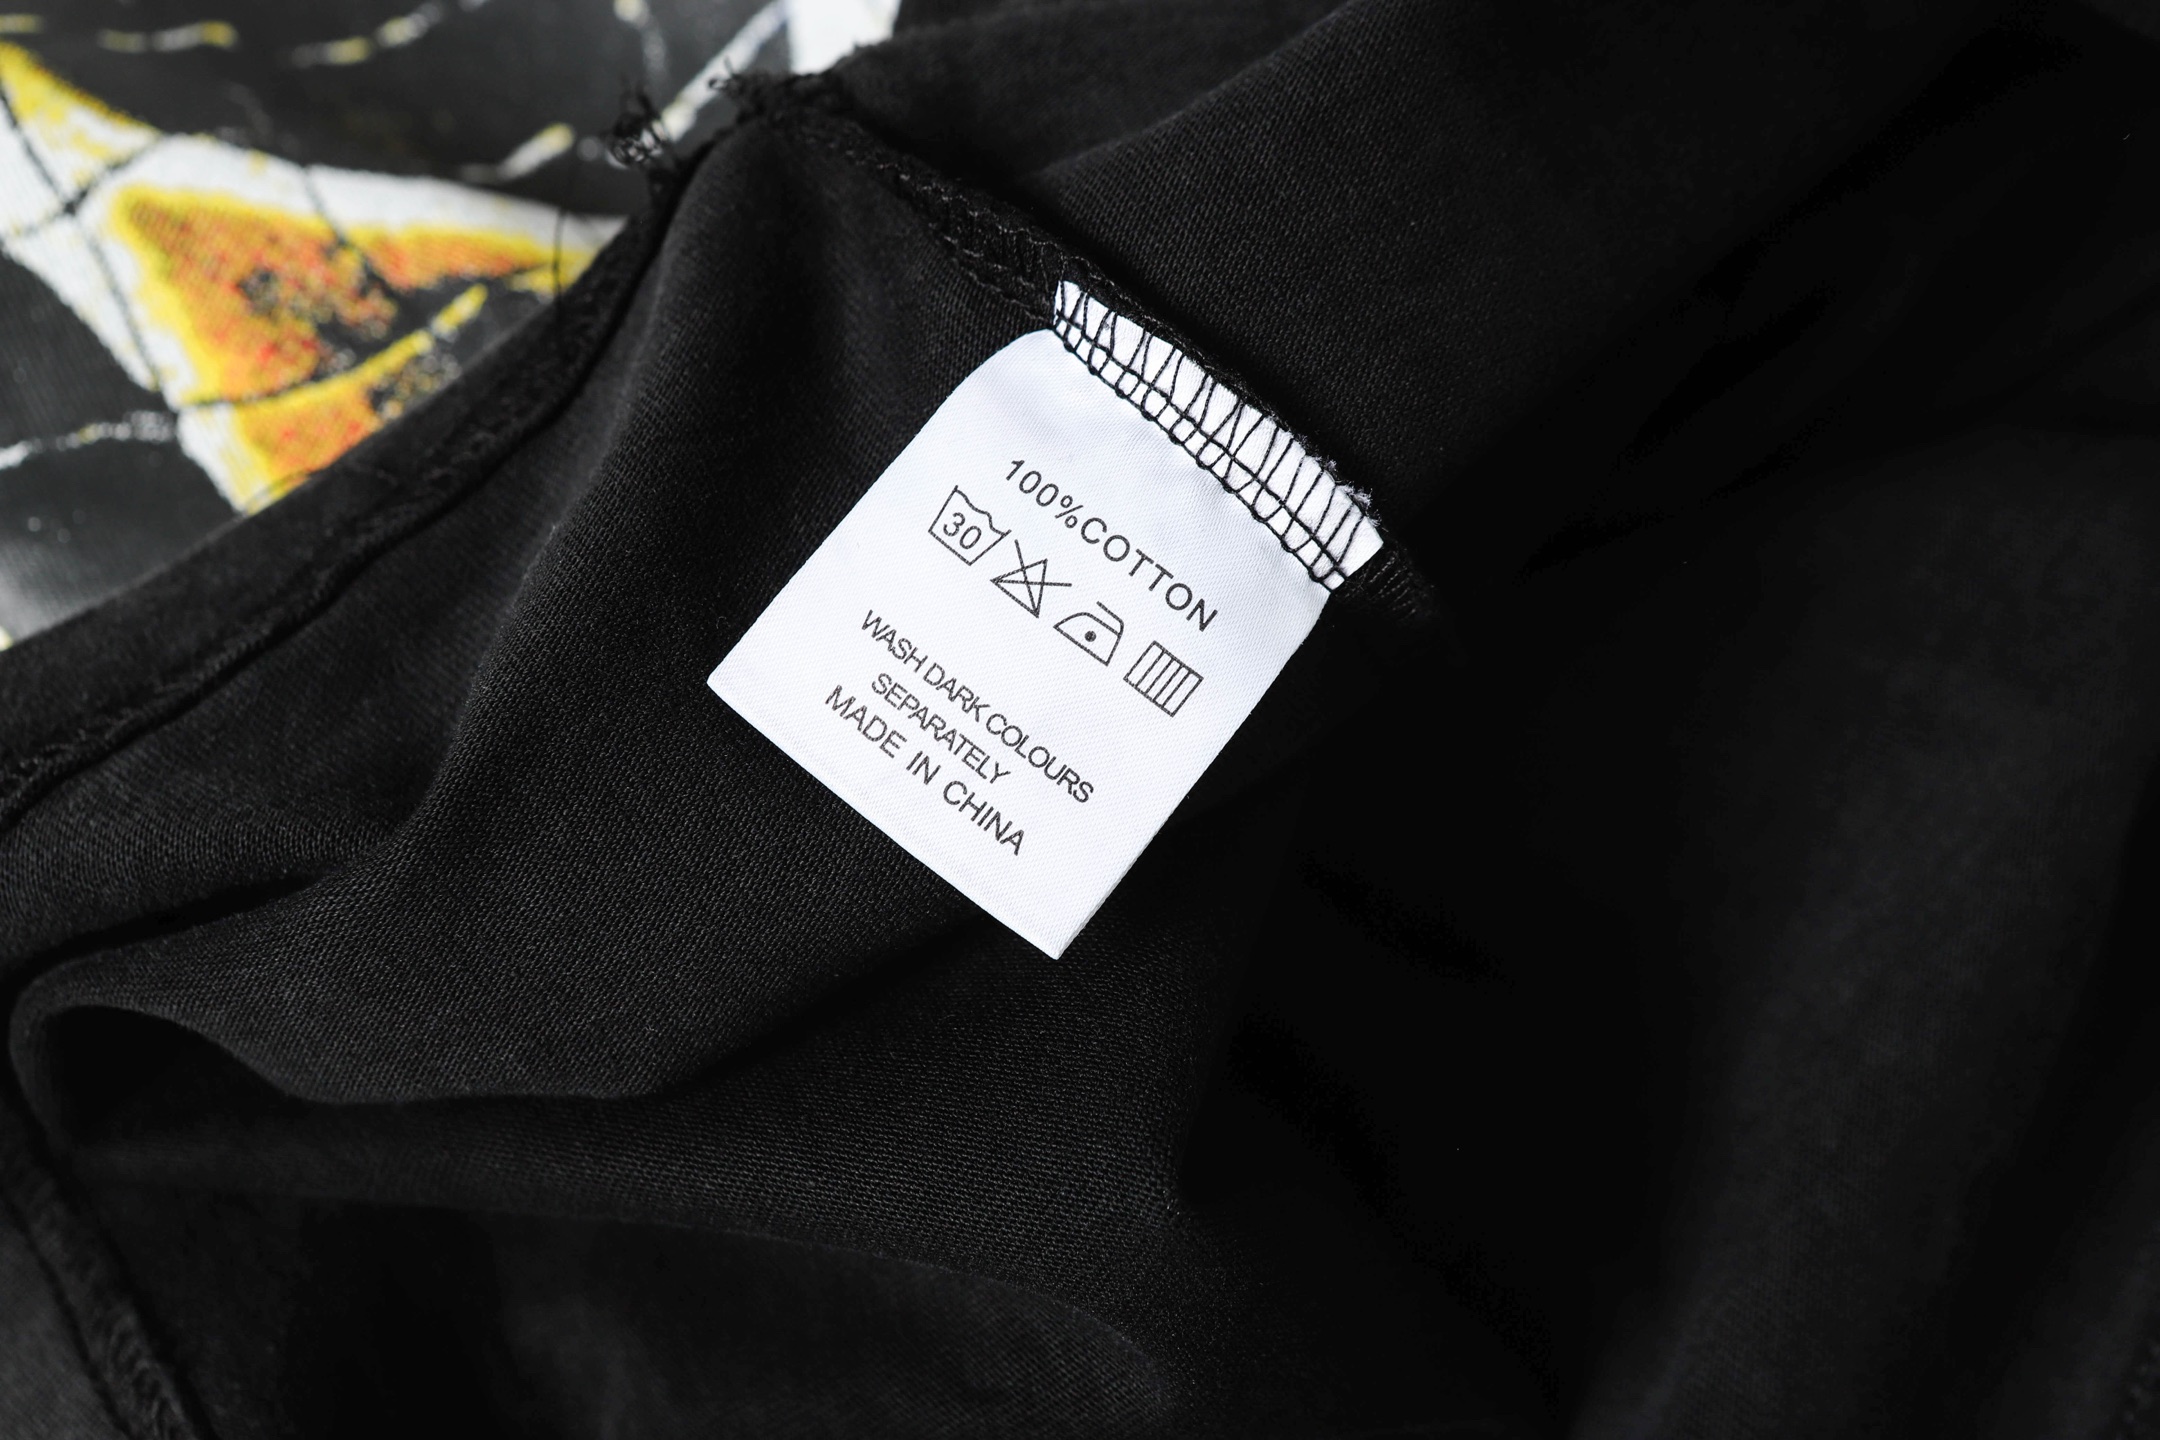 100%COTTON
30
WASH DARK COLOURS
SEPARATELY
MADE IN CHINA